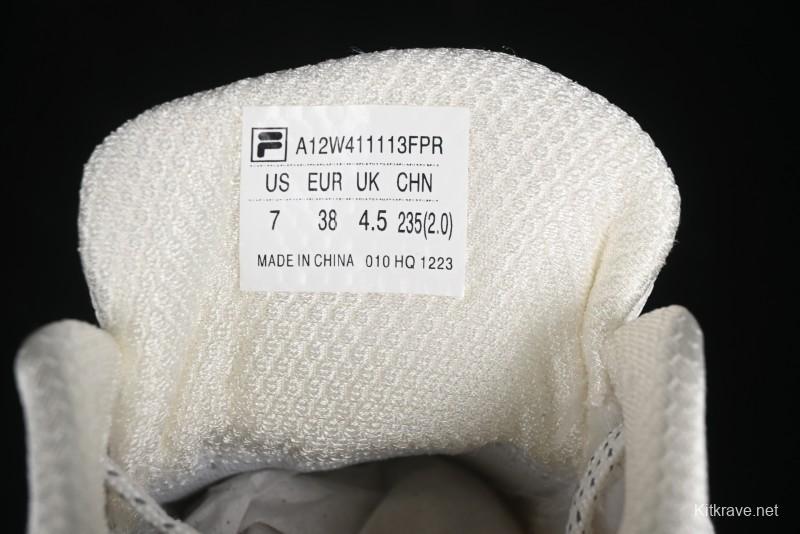 F A12W411113FPR
US EUR UK CHN
7 38 4.5 235(2.0)
MADE IN CHINA 010 HQ 1223
Kitkrave.net